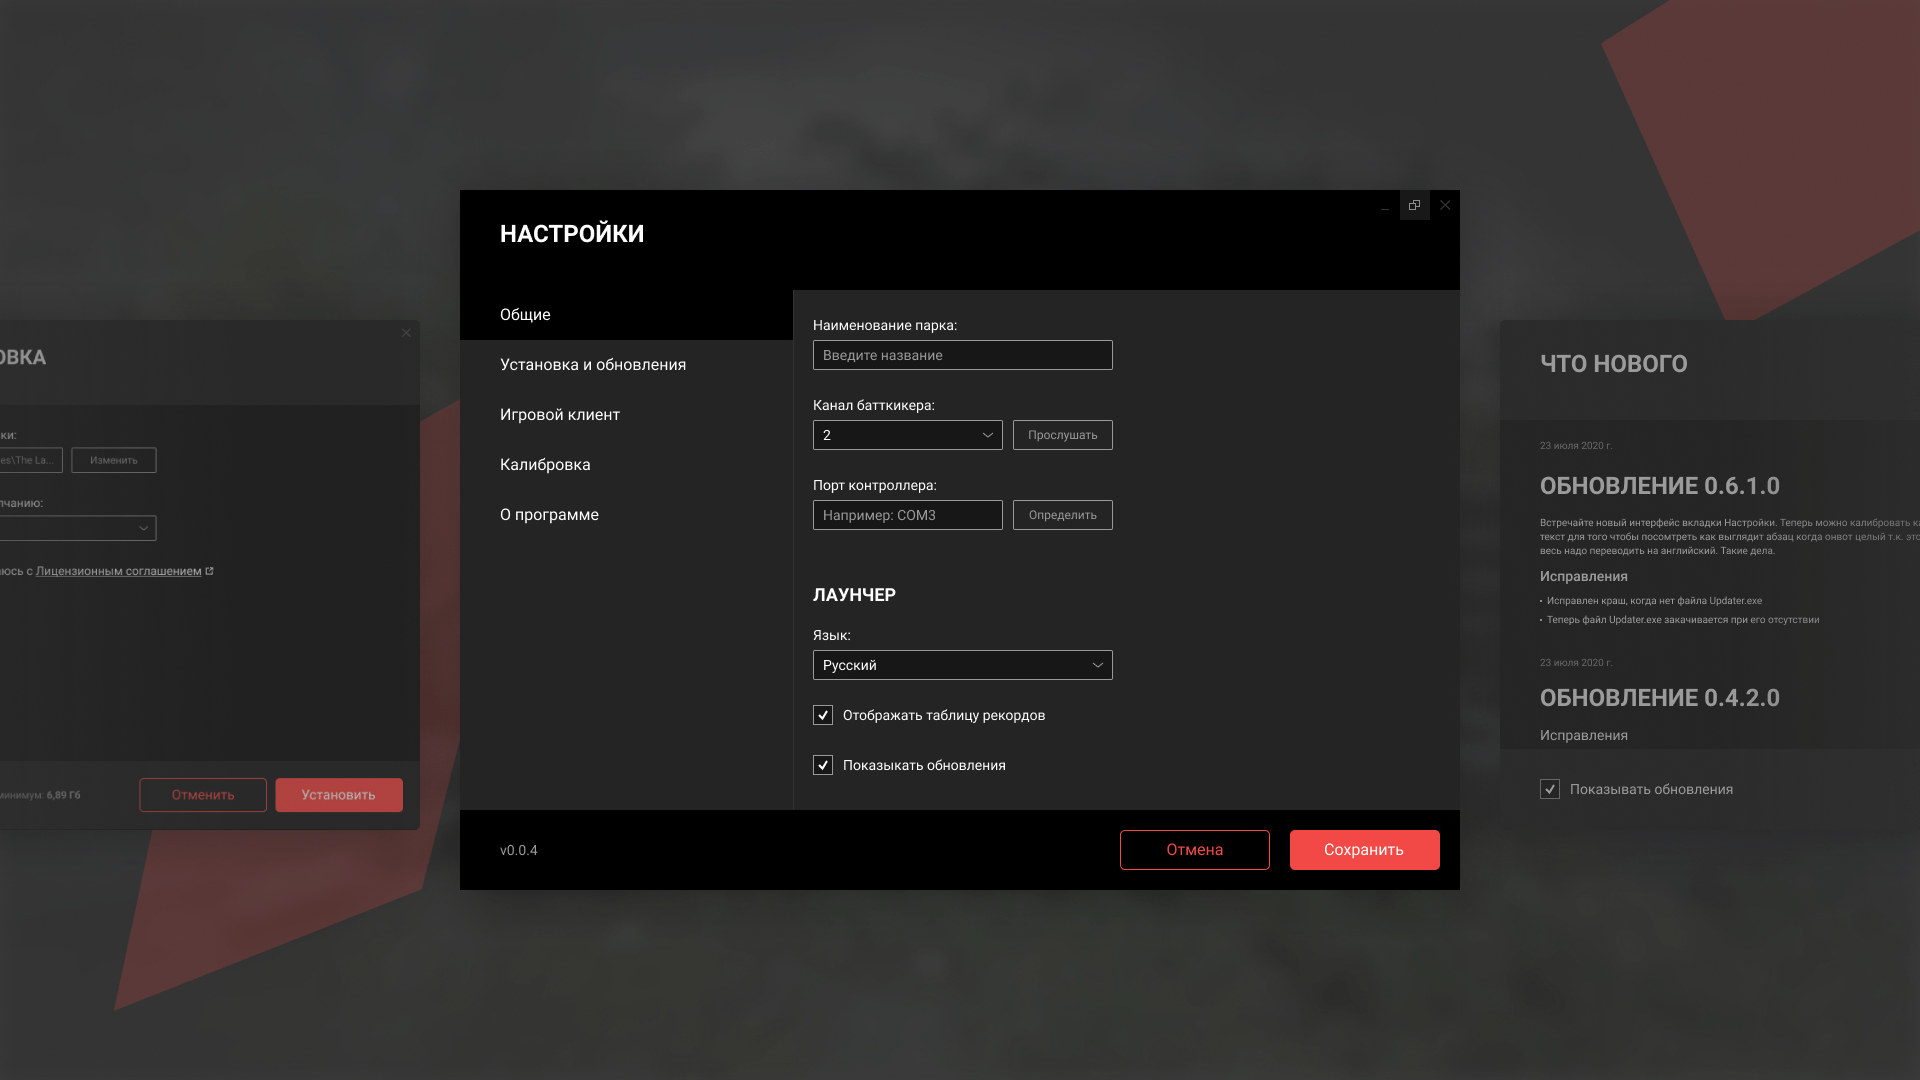 НАСТРОЙКИ
Общие
Установка и обновления
Игровой клиент
Калибровка
О программе
Наименование парка:
Введите название
Канал батткикера:
2
Прослушать
Порт контроллера:
Например: COM3
Определить
ЛАУНЧЕР
Язык:
Русский
Отображать таблицу рекордов
Показыкать обновления
v0.0.4
Отмена
Сохранить
ОВКА
ки:
es\The La...
Изменить
лчанию:
юсь с Лицензионным соглашением
минимум: 6,89 Гб
Отменить
Установить
ЧТО НОВОГО
23 июля 2020 г.
ОБНОВЛЕНИЕ 0.6.1.0
Встречайте новый интерфейс вкладки Настройки. Теперь можно калибровать к
текст для того чтобы посомтреть как выглядит абзац когда онвот целый т.к. это
весь надо переводить на английский. Такие дела.
Исправления
• Исправлен краш, когда нет файла Updater.exe
• Теперь файл Updater.exe закачивается при его отсутствии
23 июля 2020 г.
ОБНОВЛЕНИЕ 0.4.2.0
Исправления
Показывать обновления